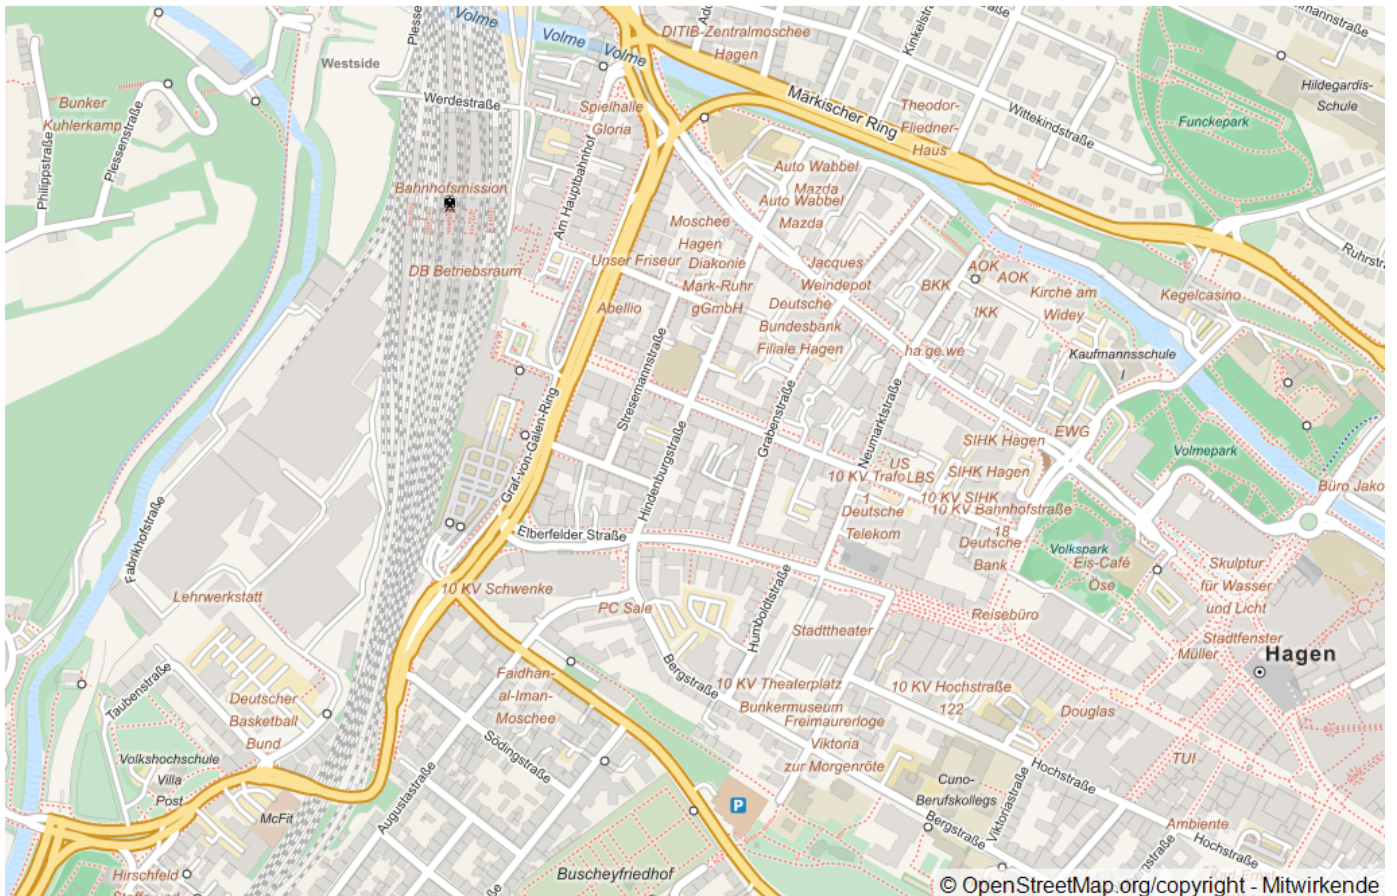 Plesse
Volme
Volme
Volme
Westside
DITIB-Zentralmoschee
Hagen
Kinkelstr
Hildegardis-
Schule
Bunker
Kuhlerkamp
Philippstraße
Plessenstraße
Werdestraße
Spielhalle
Gloria
Märkischer Ring
Theodor-
Fliedner-
Haus
Wittekindstraße
Funckepark
Bahnhofsmission
Am Hauptbahnhof
Auto Wabbel
Mazda
Auto Wabbel
Mazda
Moschee
Hagen
Diakonie
Mark-Ruhr
gGmbH
Unser Friseur
DB Betriebsraum
Abellio
Jacques
Weindepot
Deutsche
Bundesbank
Filiale Hagen
BKK
AOK
AOK
IKK
Kirche am
Widey
Kegelcasino
Ruhrstra
ha.ge.we
Kaufmannsschule
I
Stresemannstraße
Hindenburgstraße
Grabenstraße
Neumarktstraße
Graf-von-Galen-Ring
EWG
SIHK Hagen
SIHK Hagen
Volmepark
US
LBS
10 KV Trafo
1
10 KV SIHK
10 KV Bahnhofstraße
18
Deutsche
Telekom
Deutsche
Bank
Büro Jako
Fabrikhofstraße
Elberfelder Straße
Volkspark
Eis-Café
Öse
Skulptur
für Wasser
und Licht
Lehrwerkstatt
10 KV Schwenke
PC Sale
Humboldtstraße
Stadttheater
Reisebüro
Stadtfenster
Müller
Hagen
Taubenstraße
Deutscher
Basketball
Bund
Faidhan-
al-Iman-
Moschee
Bergstraße
10 KV Theaterplatz
Bunkermuseum
Freimaurerloge
Viktoria
zur Morgenröte
10 KV Hochstraße
122
Douglas
Södingstraße
Augustastraße
Volkshochschule
Villa
Post
McFit
P
Cuno-
Berufskollegs
Viktoriastraße
Hochstraße
TUI
Bergstraße
Ambiente
Hochstraße
Hirschfeld
Buscheyfriedhof
© OpenStreetMap.org/copyright - Mitwirkende